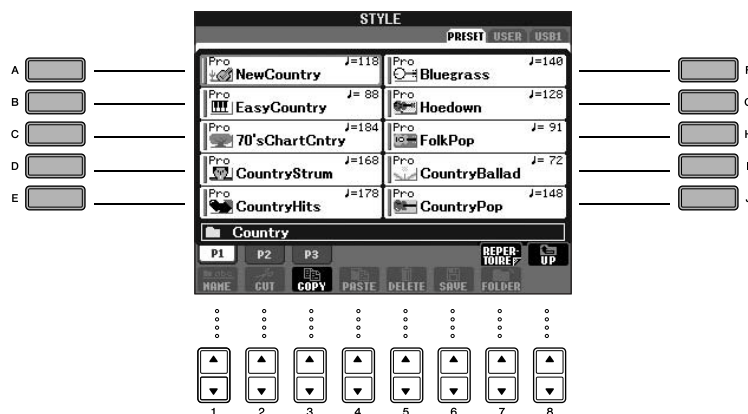 STYLE
PRESET USER USB1
A
Pro ♩=118
NewCountry
Pro ♩=140
Bluegrass
B
Pro ♩= 88
EasyCountry
Pro ♩=128
Hoedown
C
Pro ♩=184
70'sChartCntry
Pro ♩= 91
FolkPop
D
Pro ♩=168
CountryStrum
Pro ♩= 72
CountryBallad
E
Pro ♩=178
CountryHits
Pro ♩=148
CountryPop
Country
P1 P2 P3 REPER-TOIRE UP
NAME CUT COPY PASTE DELETE SAVE FOLDER
1 2 3 4 5 6 7 8